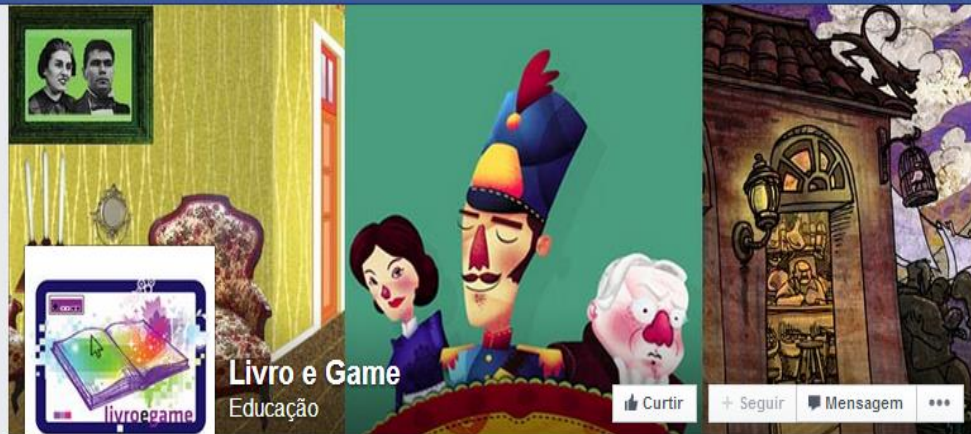 livroegame
Livro e Game
Educação
Curtir
+ Seguir
Mensagem